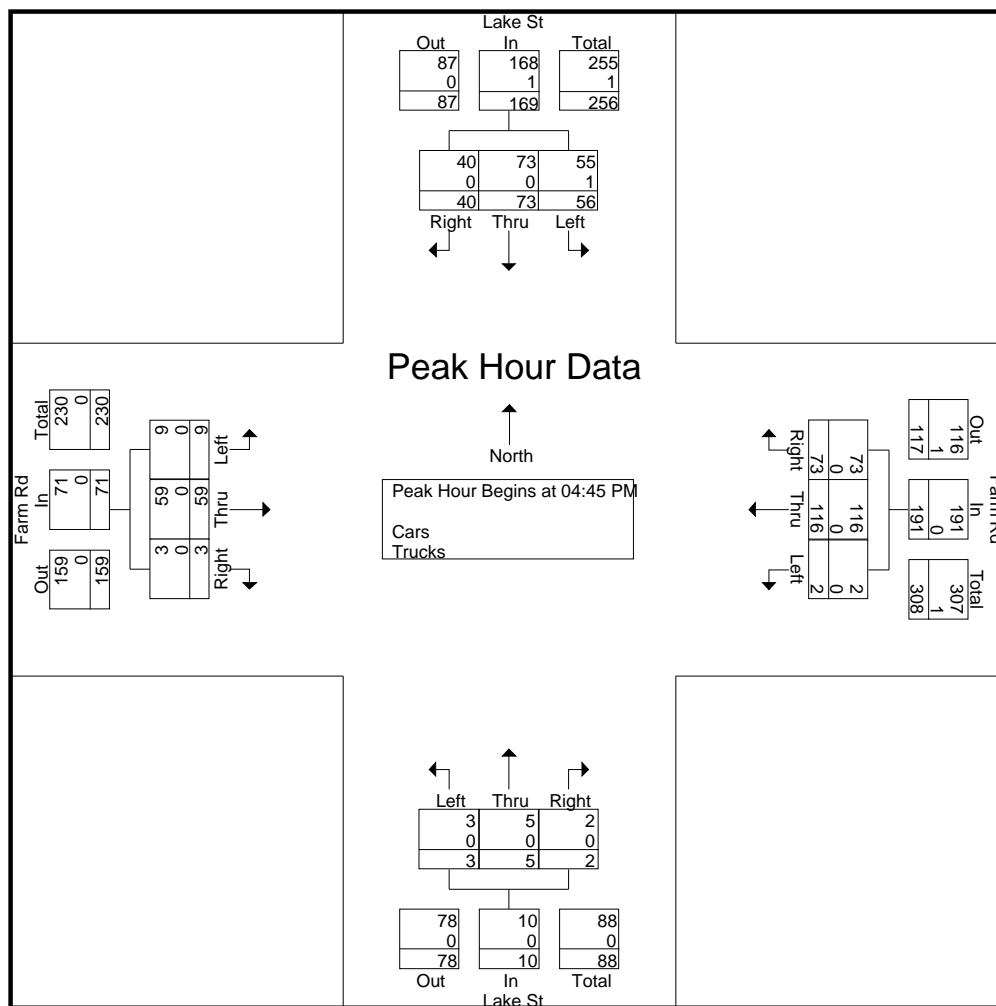 Lake St
Out In Total
87 168 255
0 1 1
87 169 256
40 73 55
0 0 1
40 73 56
Right Thru Left
Peak Hour Data
North
Peak Hour Begins at 04:45 PM
Cars
Trucks
Farm Rd
Out In Total
159 71 230
0 0 0
159 71 230
Right Thru Left
3 59 9
0 0 0
3 59 9
Farm Rd
Out In Total
116 191 307
1 0 1
117 191 308
73 116 2
0 0 0
73 116 2
Right Thru Left
Left Thru Right
3 5 2
0 0 0
3 5 2
78 10 88
0 0 0
78 10 88
Out In Total
Lake St